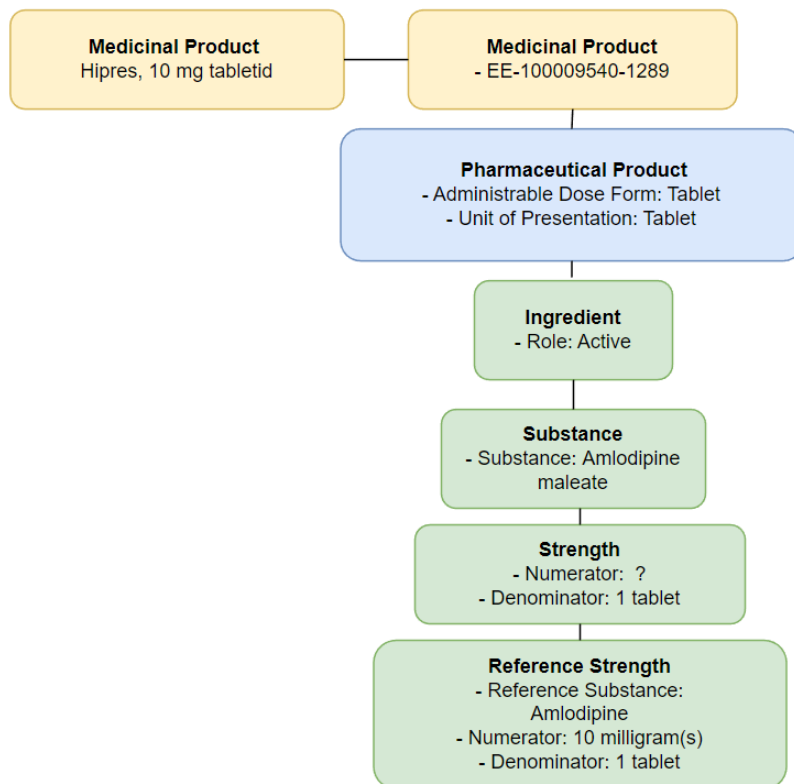 Medicinal Product
Hipres, 10 mg tabletid
Medicinal Product
- EE-100009540-1289
Pharmaceutical Product
- Administrable Dose Form: Tablet
- Unit of Presentation: Tablet
Ingredient
- Role: Active
Substance
- Substance: Amlodipine
maleate
Strength
- Numerator: ?
- Denominator: 1 tablet
Reference Strength
- Reference Substance:
Amlodipine
- Numerator: 10 milligram(s)
- Denominator: 1 tablet